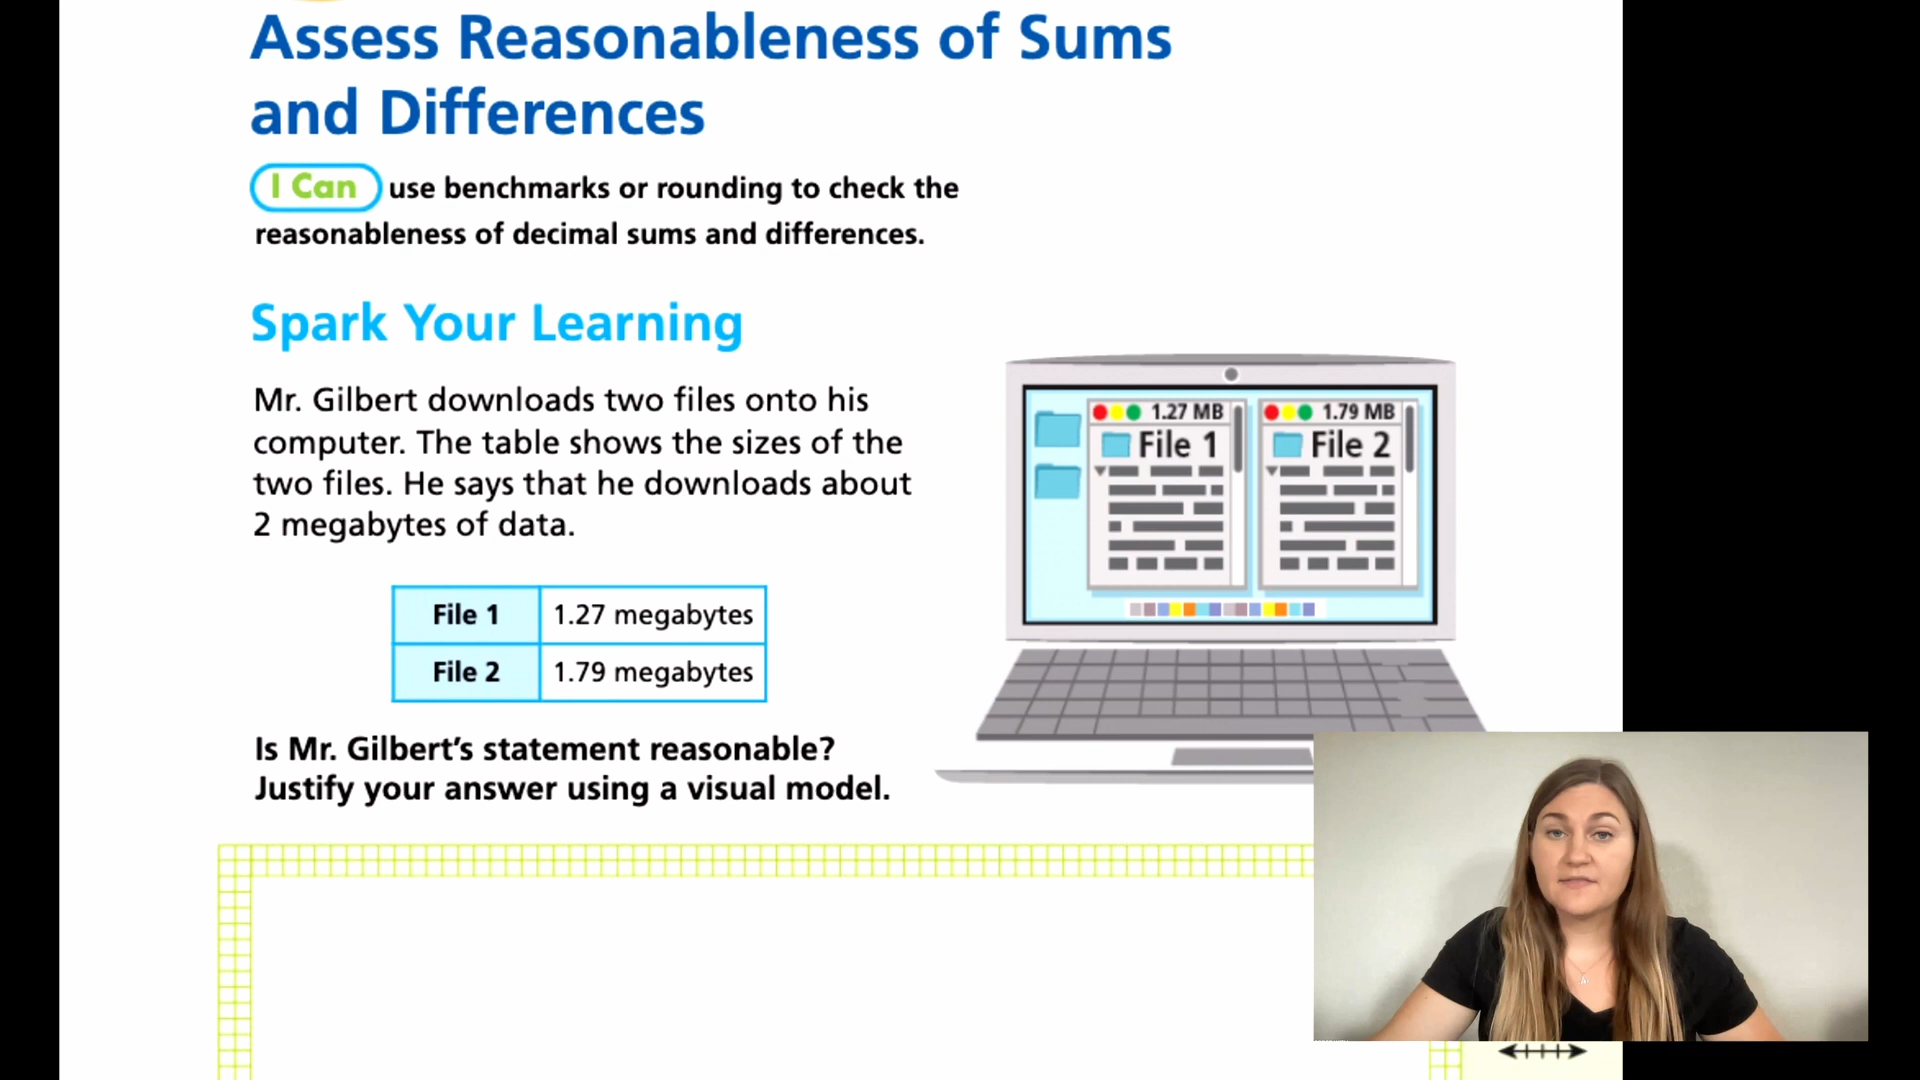 Assess Reasonableness of Sums
and Differences
I Can use benchmarks or rounding to check the
reasonableness of decimal sums and differences.
Spark Your Learning
Mr. Gilbert downloads two files onto his
computer. The table shows the sizes of the
two files. He says that he downloads about
2 megabytes of data.
1.27 MB
File 1
1.79 MB
File 2
File 1 1.27 megabytes
File 2 1.79 megabytes
Is Mr. Gilbert's statement reasonable?
Justify your answer using a visual model.